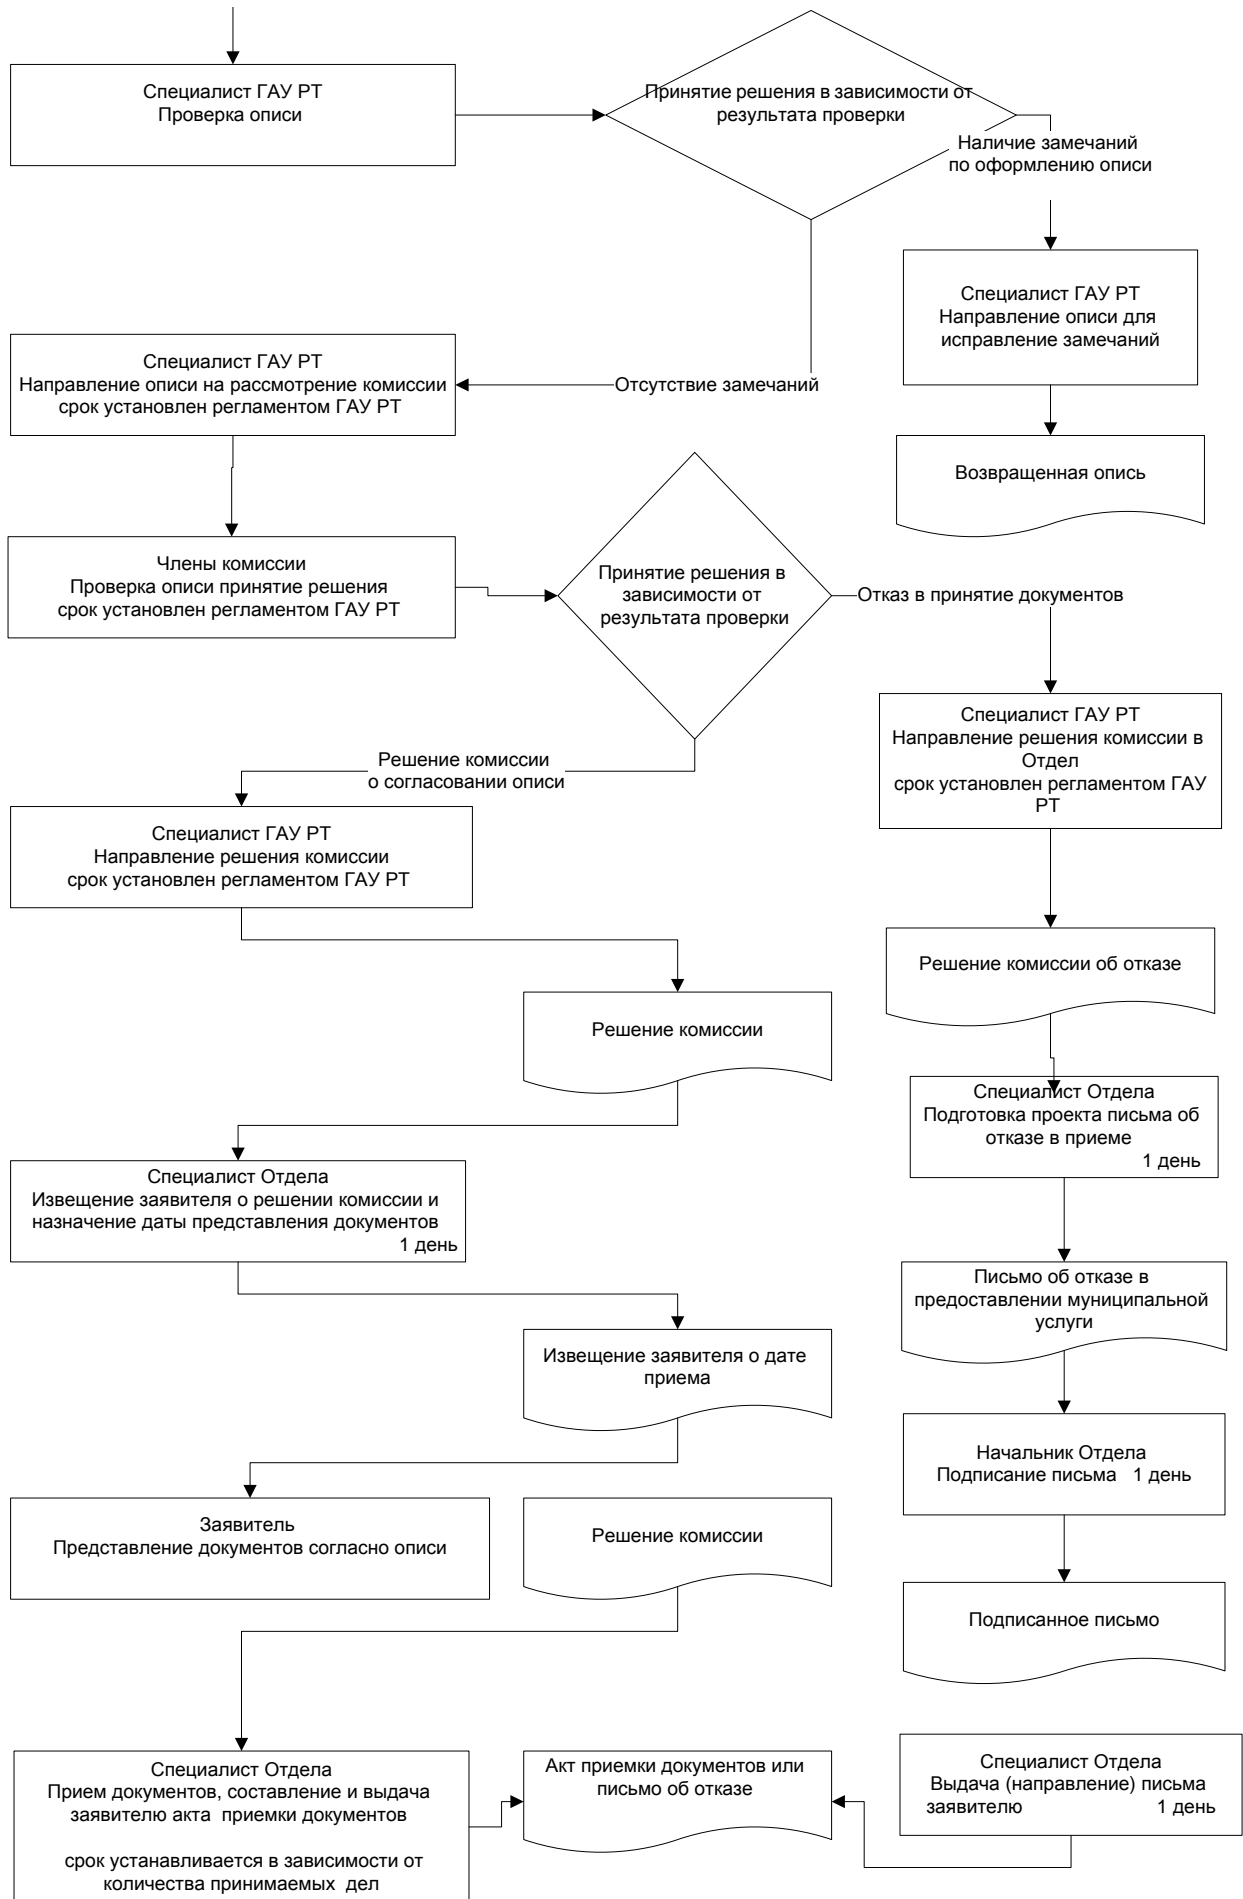 Специалист ГАУ РТ
Проверка описи
Принятие решения в зависимости от
результата проверки
Наличие замечаний
по оформлению описи
Специалист ГАУ РТ
Направление описи для
исправление замечаний
Специалист ГАУ РТ
Направление описи на рассмотрение комиссии
срок установлен регламентом ГАУ РТ
Отсутствие замечаний
Возвращенная опись
Члены комиссии
Проверка описи принятие решения
срок установлен регламентом ГАУ РТ
Принятие решения в
зависимости от
результата проверки
Отказ в принятие документов
Специалист ГАУ РТ
Направление решения комиссии в
Отдел
срок установлен регламентом ГАУ
РТ
Решение комиссии
о согласовании описи
Специалист ГАУ РТ
Направление решения комиссии
срок установлен регламентом ГАУ РТ
Решение комиссии об отказе
Решение комиссии
Специалист Отдела
Подготовка проекта письма об
отказе в приеме
1 день
Специалист Отдела
Извещение заявителя о решении комиссии и
назначение даты представления документов
1 день
Письмо об отказе в
предоставлении муниципальной
услуги
Извещение заявителя о дате
приема
Начальник Отдела
Подписание письма 1 день
Заявитель
Представление документов согласно описи
Решение комиссии
Подписанное письмо
Специалист Отдела
Прием документов, составление и выдача
заявителю акта приемки документов
срок устанавливается в зависимости от
количества принимаемых дел
Акт приемки документов или
письмо об отказе
Специалист Отдела
Выдача (направление) письма
заявителю 1 день